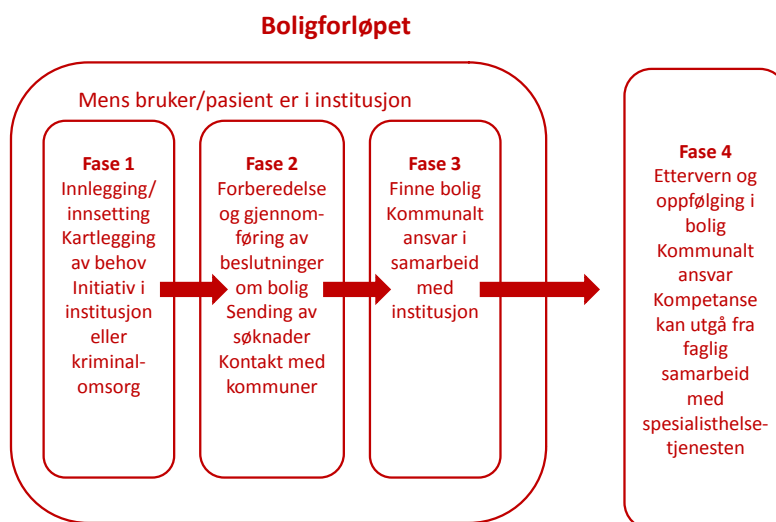 Boligforløpet
Mens bruker/pasient er i institusjon
Fase 1
Innlegging/
innsetting
Kartlegging
av behov
Initiativ i
institusjon
eller
kriminal-
omsorg
Fase 2
Forberedelse
og gjennom-
føring av
beslutninger
om bolig
Sending av
søknader
Kontakt med
kommuner
Fase 3
Finne bolig
Kommunalt
ansvar i
samarbeid
med
institusjon
Fase 4
Ettervern og
oppfølging i
bolig
Kommunalt
ansvar
Kompetanse
kan utgå fra
faglig
samarbeid
med
spesialisthelse-
tjenesten